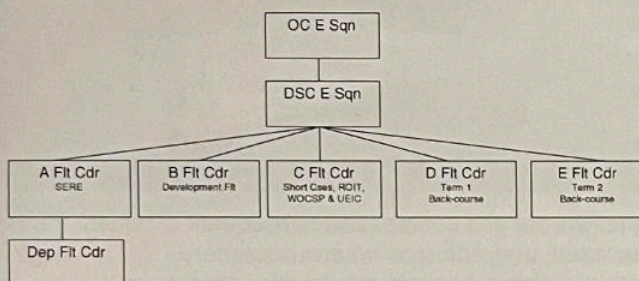 OC E Sqn
DSC E Sqn
A Flt Cdr
SERE
B Flt Cdr
Development Flt
C Flt Cdr
Short Cses, ROIT,
WOCSP & UEIC
D Flt Cdr
Term 1
Back-course
E Flt Cdr
Term 2
Back-course
Dep Flt Cdr